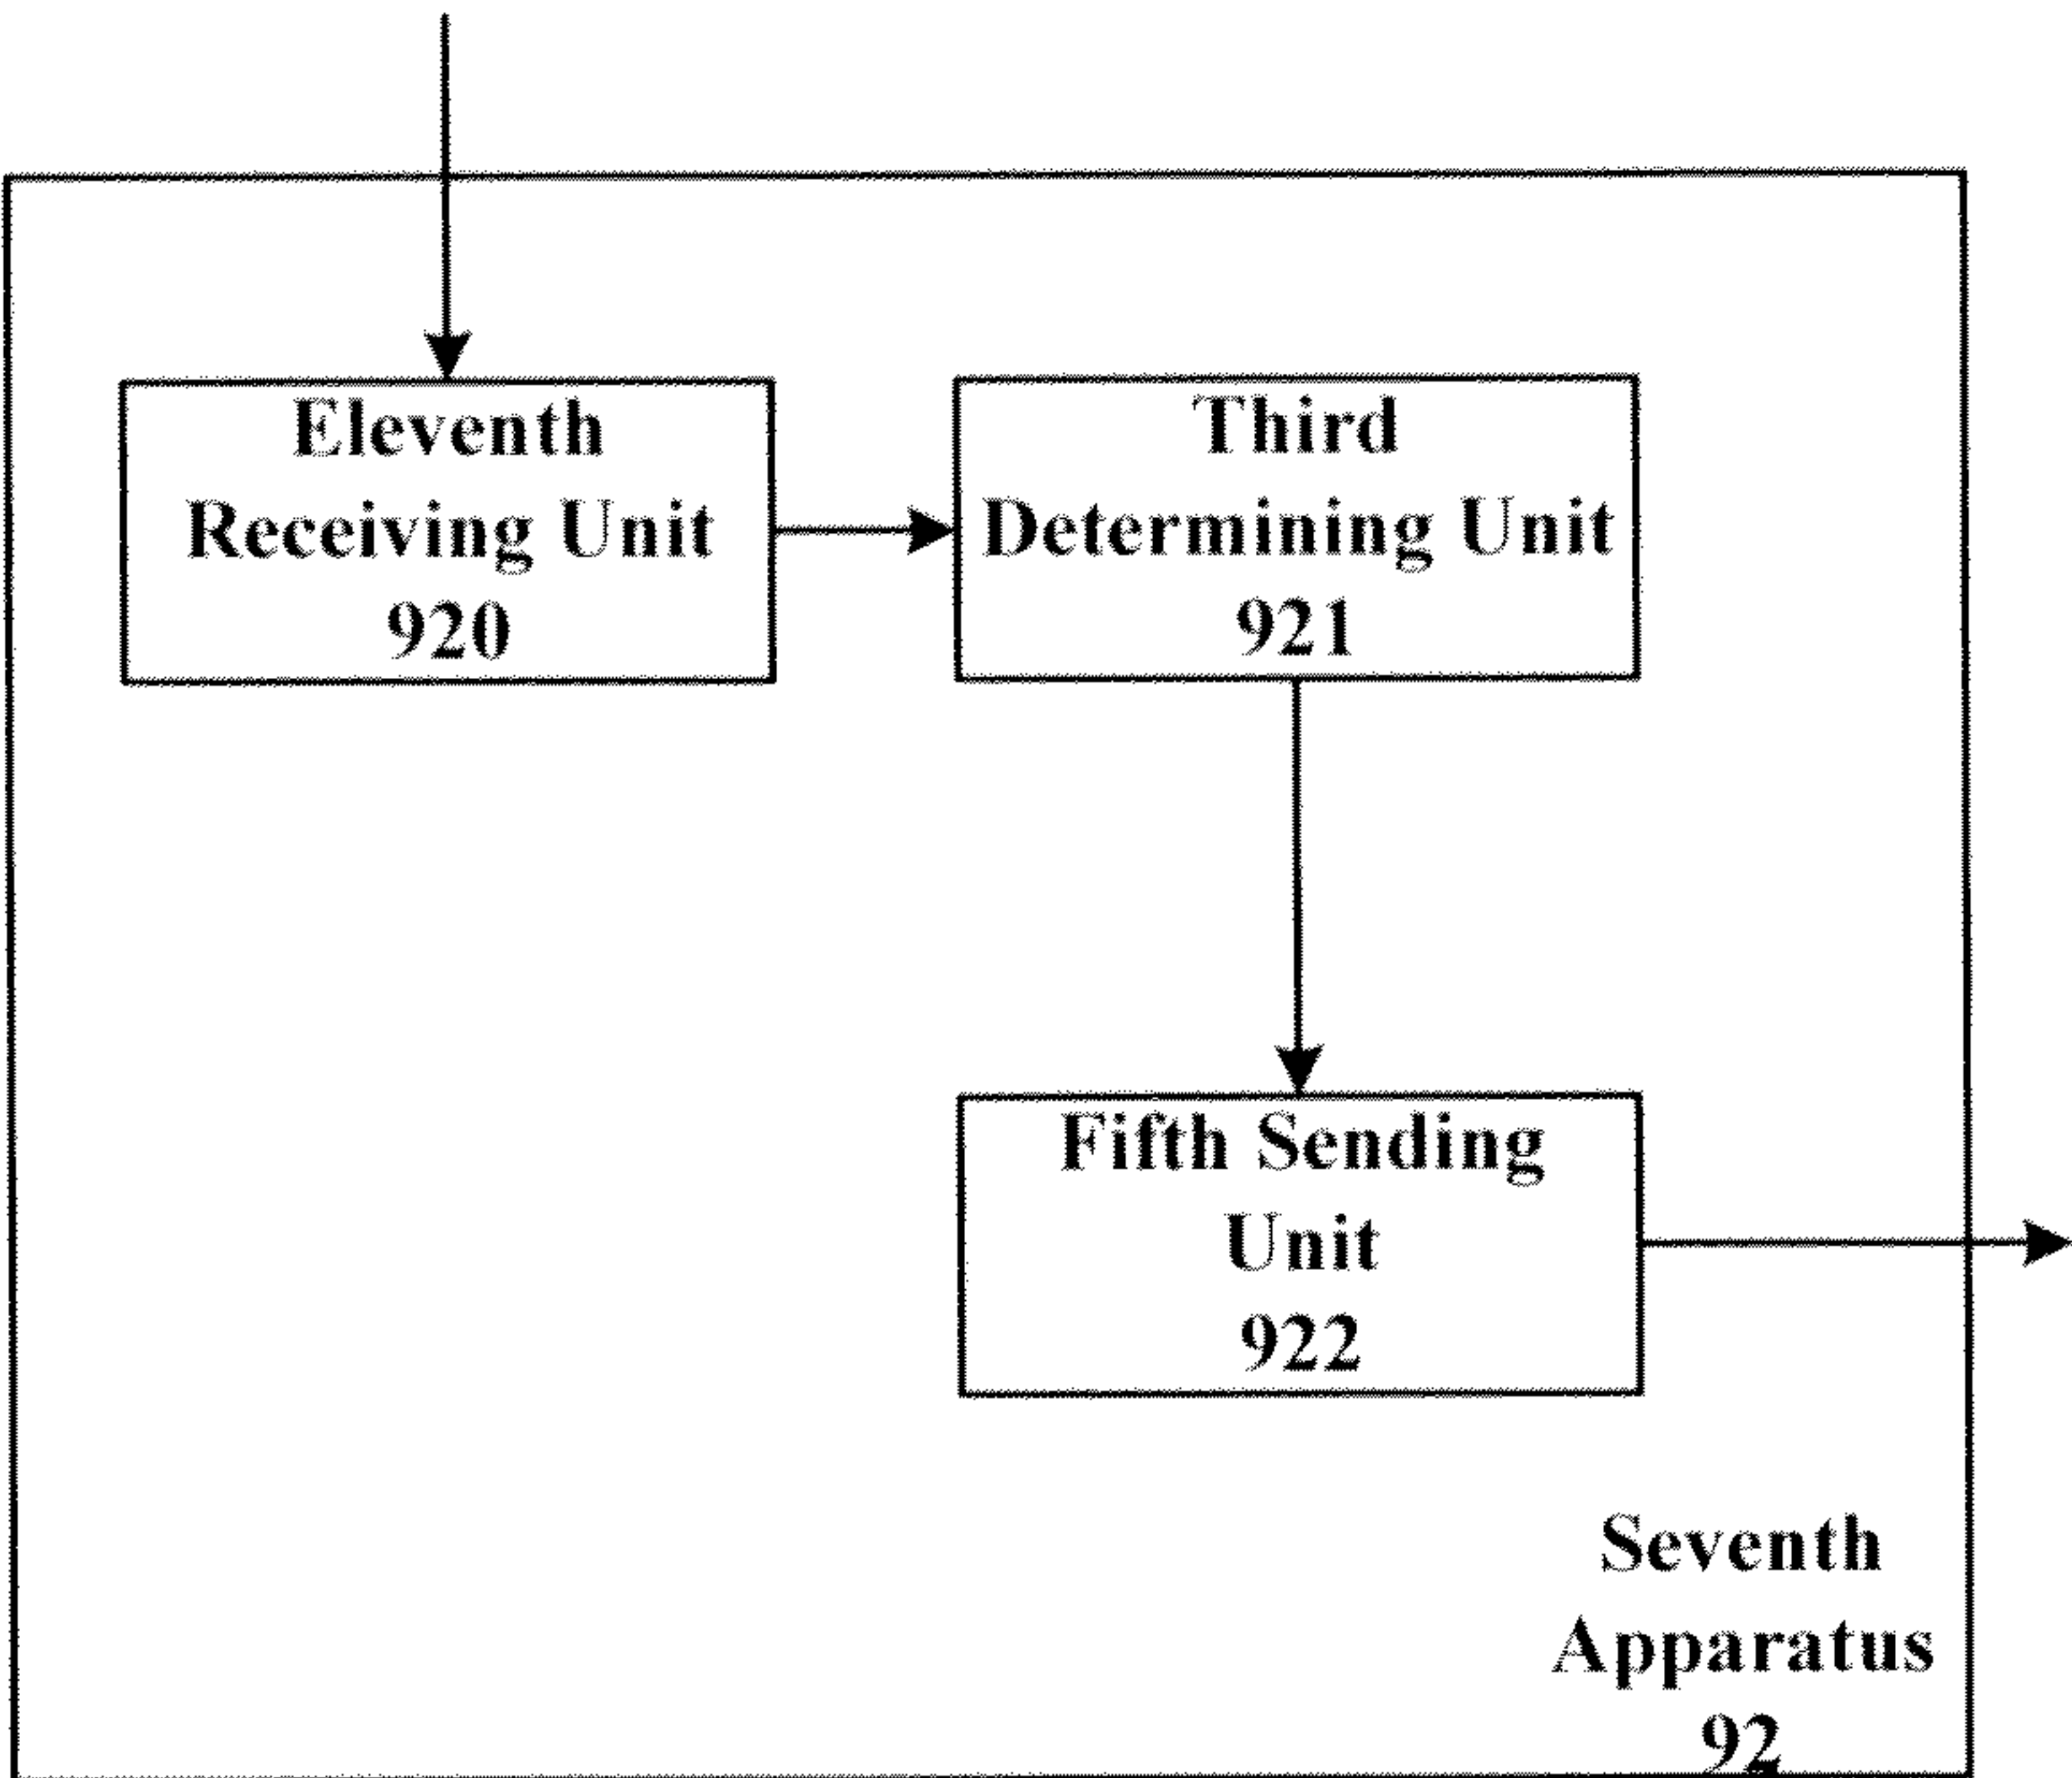 Eleventh
Receiving Unit
920
Third
Determining Unit
921
Fifth Sending
Unit
922
Seventh
Apparatus
92